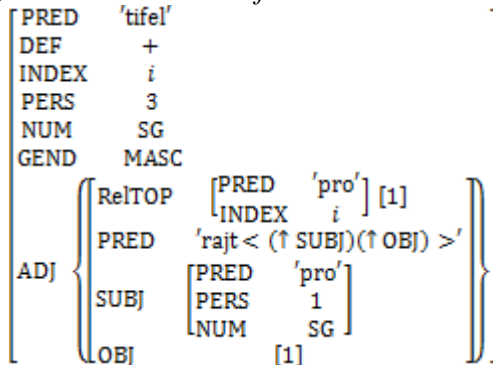 PRED 'tifel'
DEF +
INDEX i
PERS 3
NUM SG
GEND MASC
RelTOP [PRED 'pro'] [1]
INDEX i
PRED 'rajt < (↑ SUBJ)(↑ OBJ) >'
ADJ
SUBJ [PRED 'pro'
PERS 1
NUM SG]
OBJ [1]